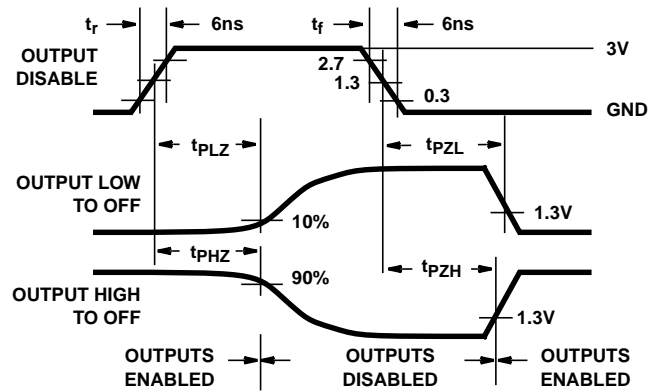 tr 6ns tf 6ns
OUTPUT
DISABLE
2.7
1.3
0.3
3V
GND
tPLZ tPZL
OUTPUT LOW
TO OFF
10%
1.3V
tPHZ tPZH
90%
OUTPUT HIGH
TO OFF
1.3V
OUTPUTS
ENABLED
OUTPUTS
DISABLED
OUTPUTS
ENABLED